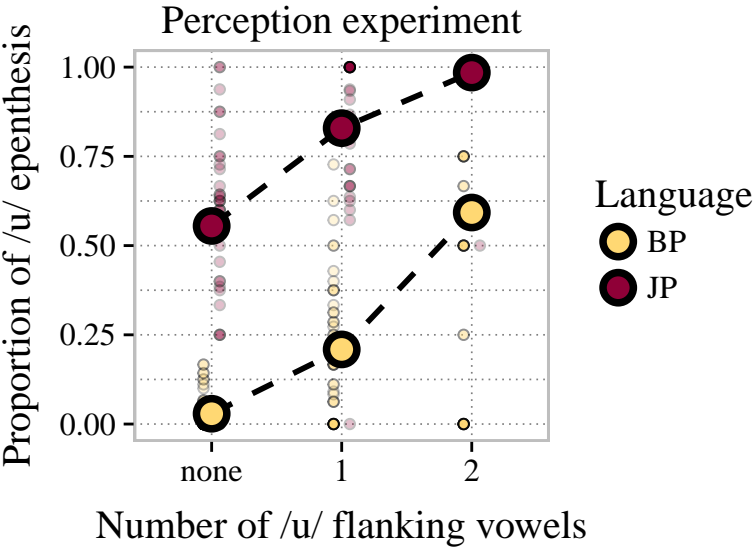 Perception experiment
Proportion of /u/ epenthesis
1.00
0.75
0.50
0.25
0.00
none 1 2
Number of /u/ flanking vowels
Language
BP
JP